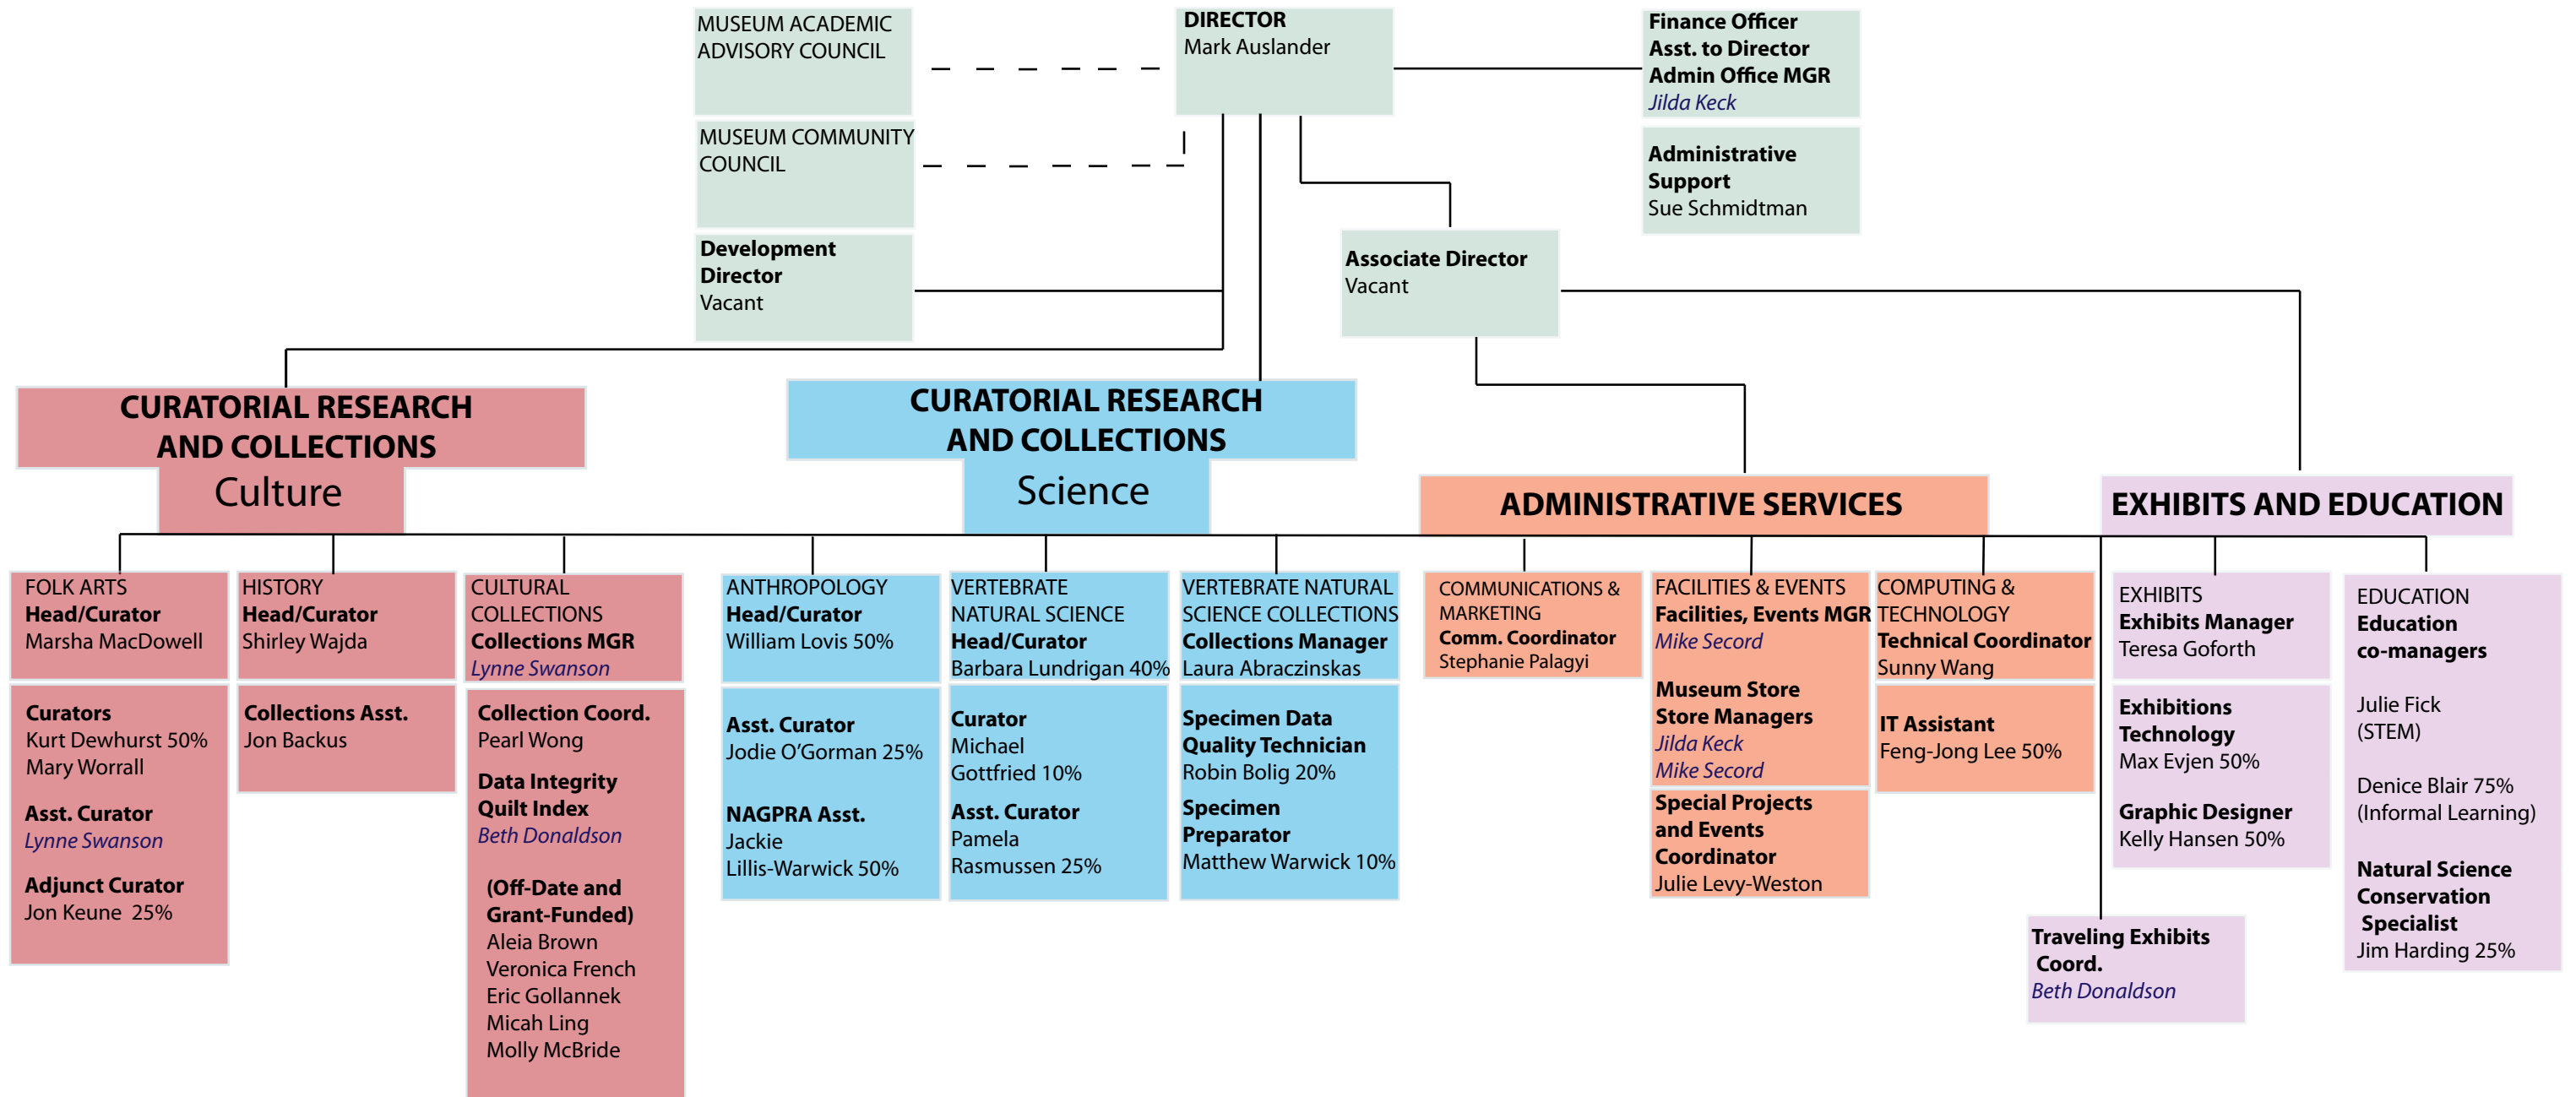 MUSEUM ACADEMIC
ADVISORY COUNCIL
DIRECTOR
Mark Auslander
Finance Officer
Asst. to Director
Admin Office MGR
Jilda Keck
MUSEUM COMMUNITY
COUNCIL
Administrative
Support
Sue Schmidtman
Development
Director
Vacant
Associate Director
Vacant
CURATORIAL RESEARCH
AND COLLECTIONS
Culture
CURATORIAL RESEARCH
AND COLLECTIONS
Science
ADMINISTRATIVE SERVICES
EXHIBITS AND EDUCATION
FOLK ARTS
Head/Curator
Marsha MacDowell
Curators
Kurt Dewhurst 50%
Mary Worrall
Asst. Curator
Lynne Swanson
Adjunct Curator
Jon Keune 25%
HISTORY
Head/Curator
Shirley Wajda
Collections Asst.
Jon Backus
CULTURAL
COLLECTIONS
Collections MGR
Lynne Swanson
Collection Coord.
Pearl Wong
Data Integrity
Quilt Index
Beth Donaldson
(Off-Date and
Grant-Funded)
Aleia Brown
Veronica French
Eric Gollannek
Micah Ling
Molly McBride
ANTHROPOLOGY
Head/Curator
William Lovis 50%
Asst. Curator
Jodie O’Gorman 25%
NAGPRA Asst.
Jackie
Lillis-Warwick 50%
VERTEBRATE
NATURAL SCIENCE
Head/Curator
Barbara Lundrigan 40%
Curator
Michael
Gottfried 10%
Asst. Curator
Pamela
Rasmussen 25%
VERTEBRATE NATURAL
SCIENCE COLLECTIONS
Collections Manager
Laura Abraczinskas
Specimen Data
Quality Technician
Robin Bolig 20%
Specimen
Preparator
Matthew Warwick 10%
COMMUNICATIONS &
MARKETING
Comm. Coordinator
Stephanie Palagyi
FACILITIES & EVENTS
Facilities, Events MGR
Mike Secord
Museum Store
Store Managers
Jilda Keck
Mike Secord
Special Projects
and Events
Coordinator
Julie Levy-Weston
COMPUTING &
TECHNOLOGY
Technical Coordinator
Sunny Wang
IT Assistant
Feng-Jong Lee 50%
Traveling Exhibits
Coord.
Beth Donaldson
EXHIBITS
Exhibits Manager
Teresa Goforth
Exhibitions
Technology
Max Evjen 50%
Graphic Designer
Kelly Hansen 50%
EDUCATION
Education
co-managers
Julie Fick
(STEM)
Denice Blair 75%
(Informal Learning)
Natural Science
Conservation
Specialist
Jim Harding 25%